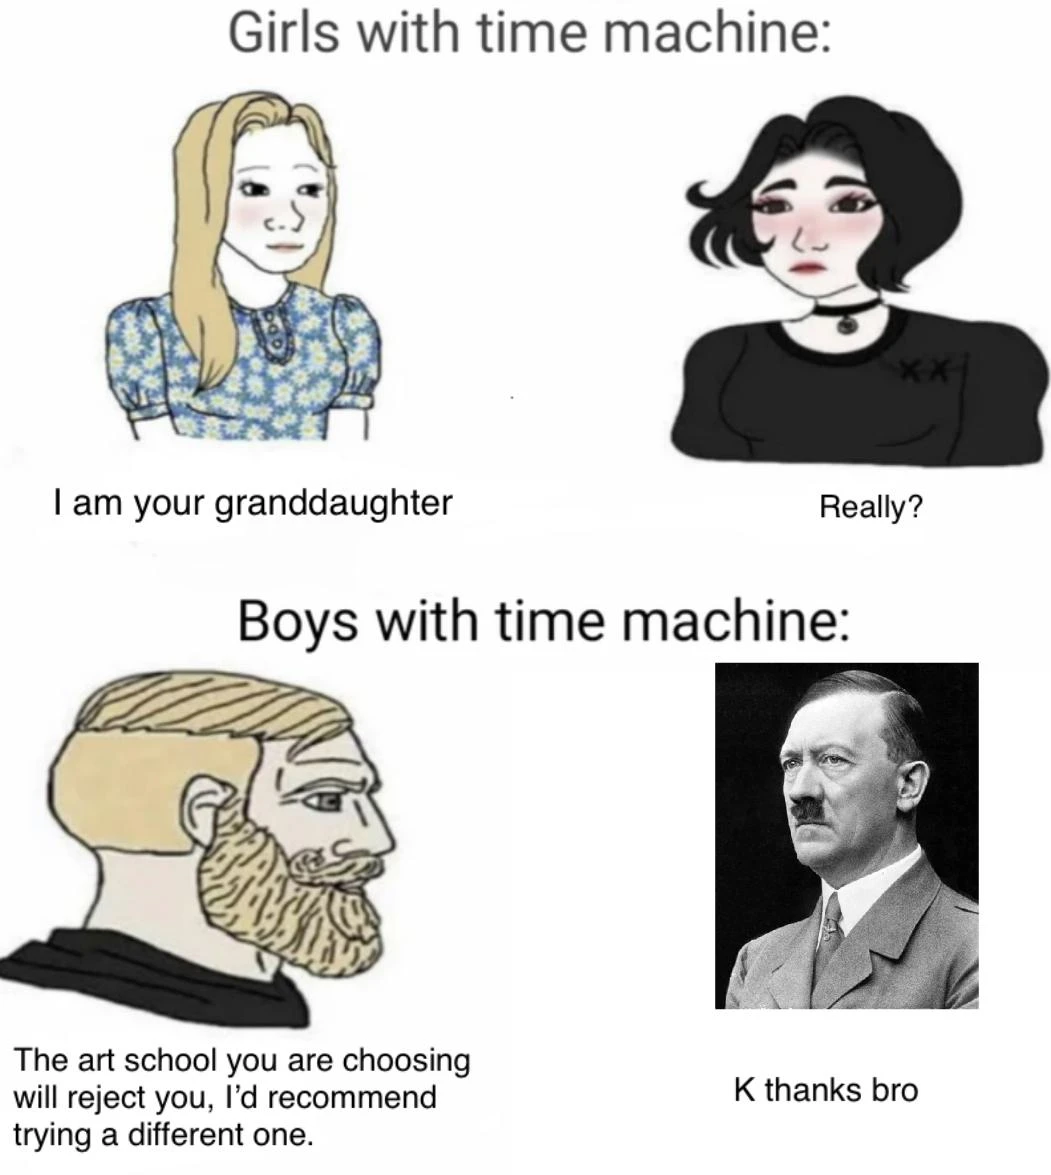 Girls with time machine:
I am your granddaughter
Really?
Boys with time machine:
The art school you are choosing
will reject you, I'd recommend
trying a different one.
K thanks bro